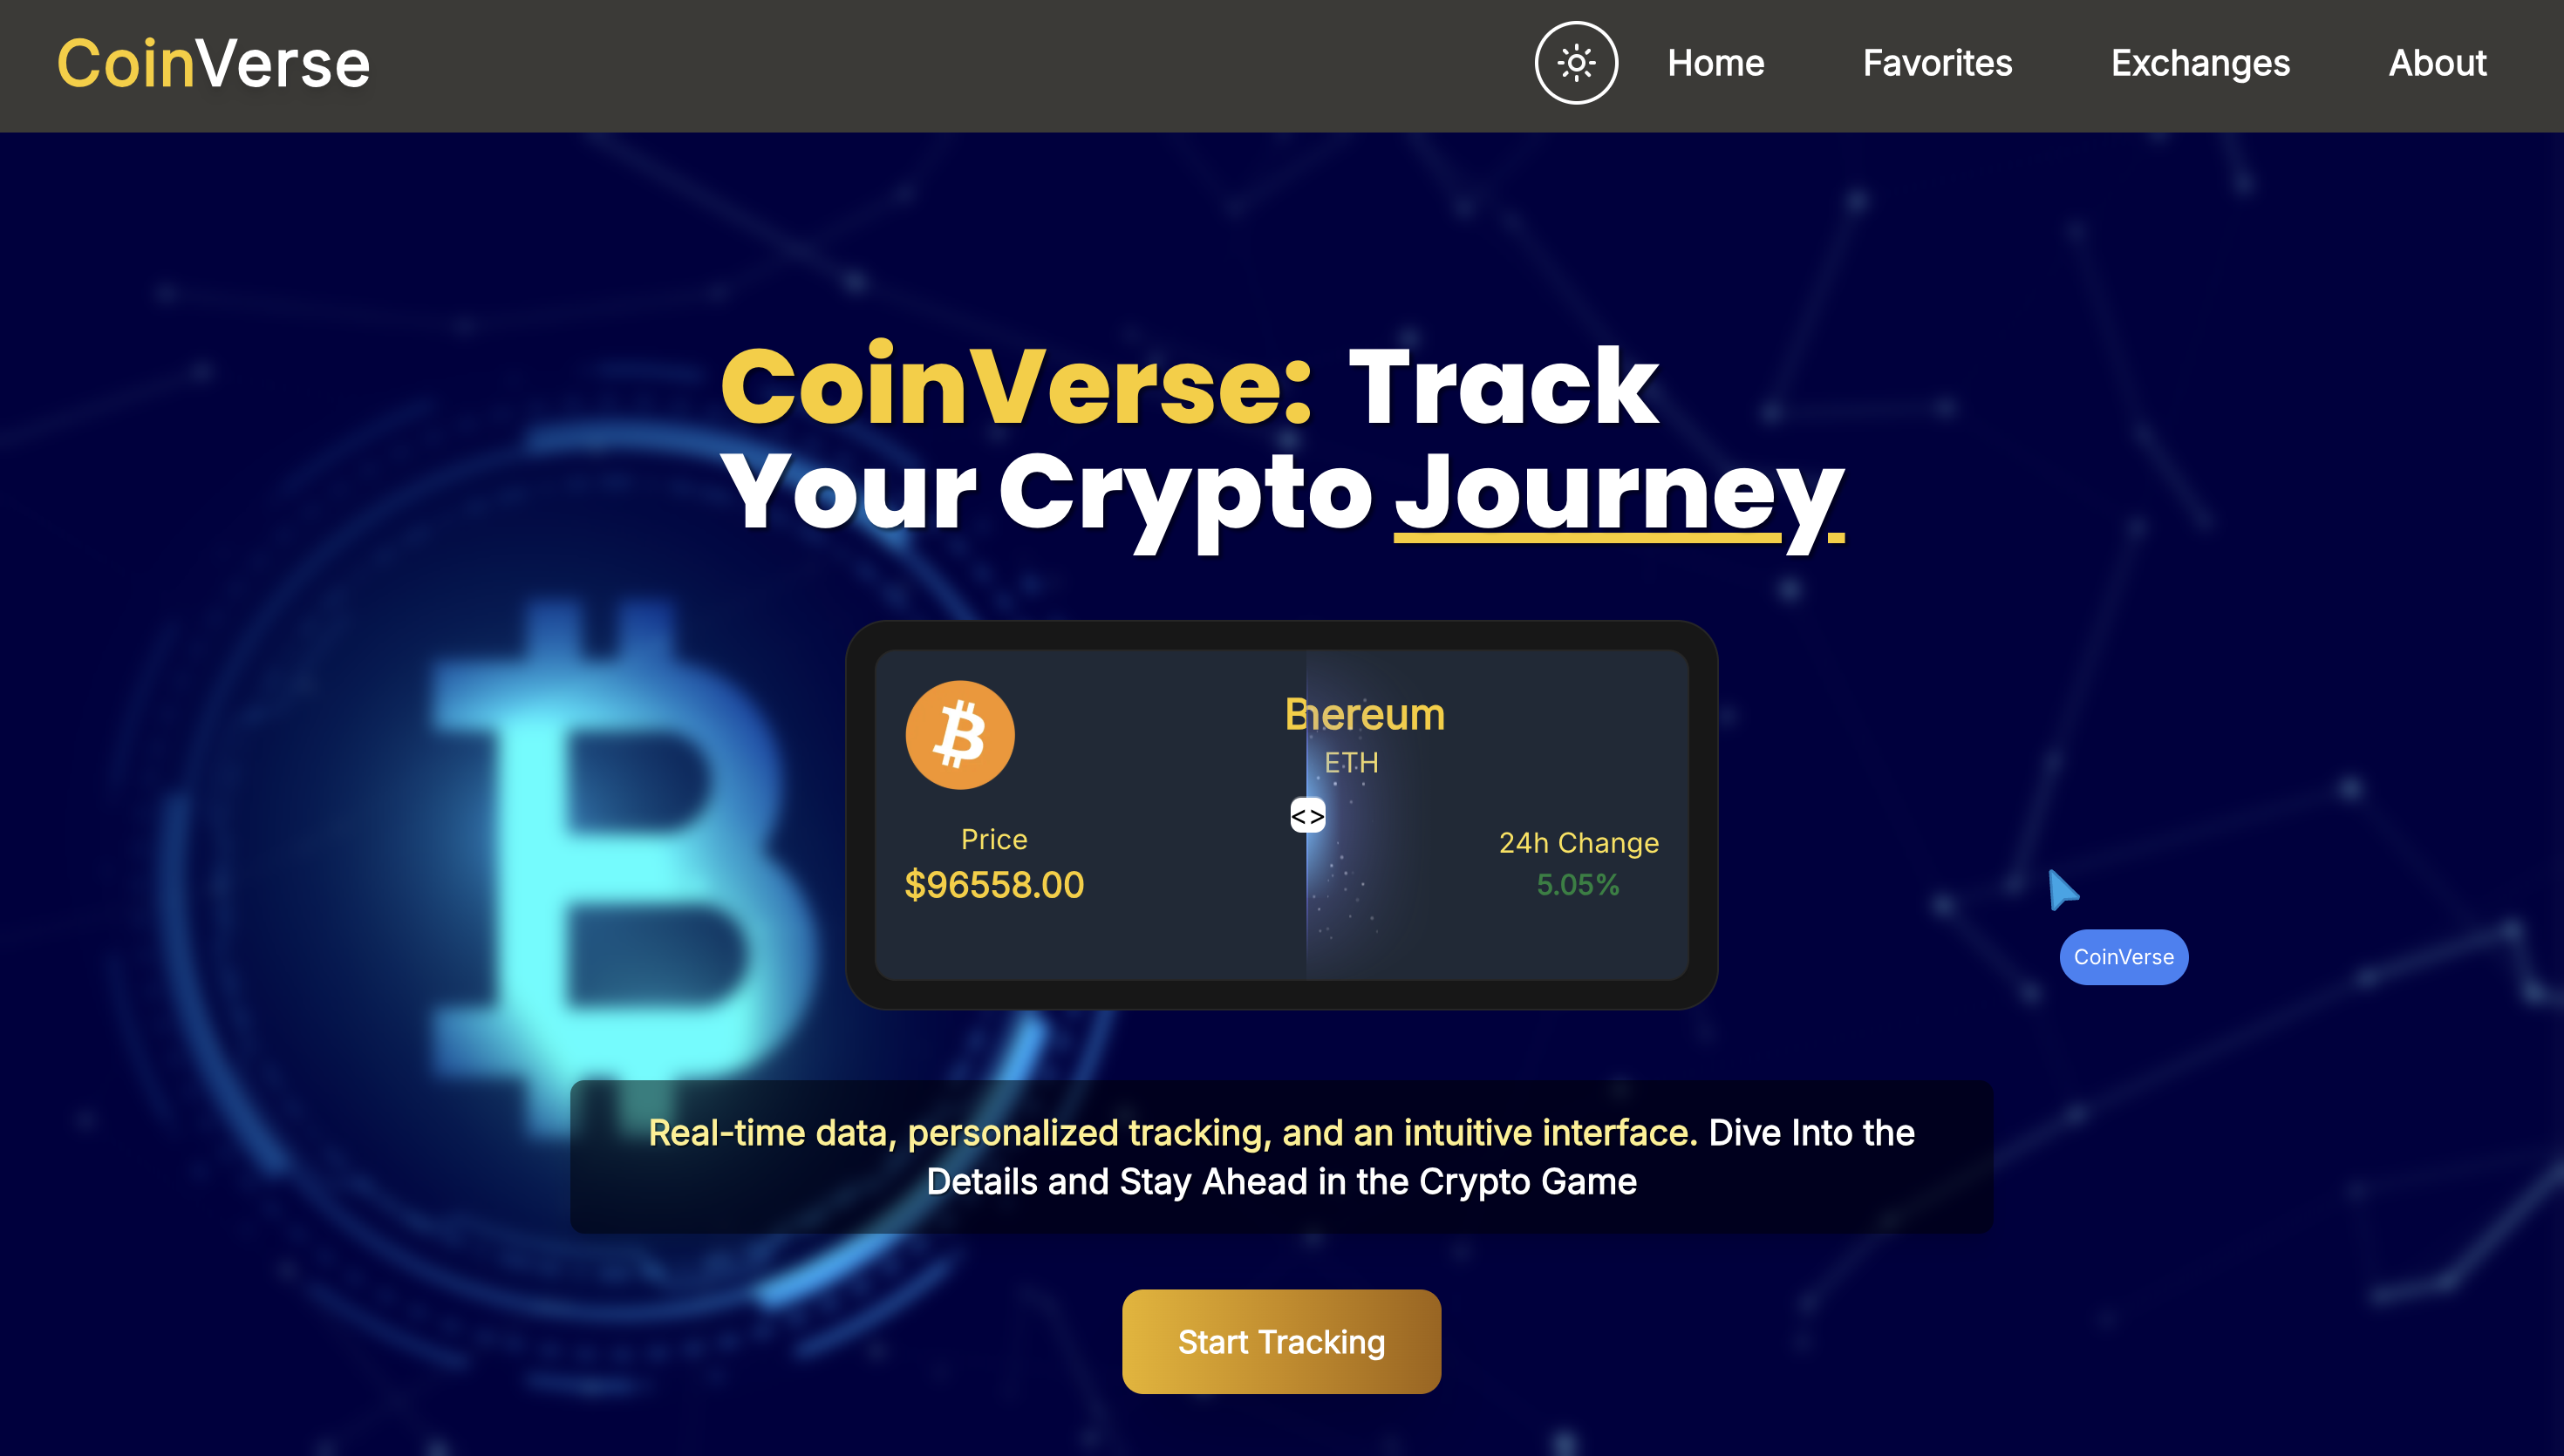 CoinVerse
Home Favorites Exchanges About
CoinVerse: Track
Your Crypto Journey
hereum
ETH
<>
Price
$96558.00
24h Change
5.05%
CoinVerse
Real-time data, personalized tracking, and an intuitive interface. Dive Into the
Details and Stay Ahead in the Crypto Game
Start Tracking